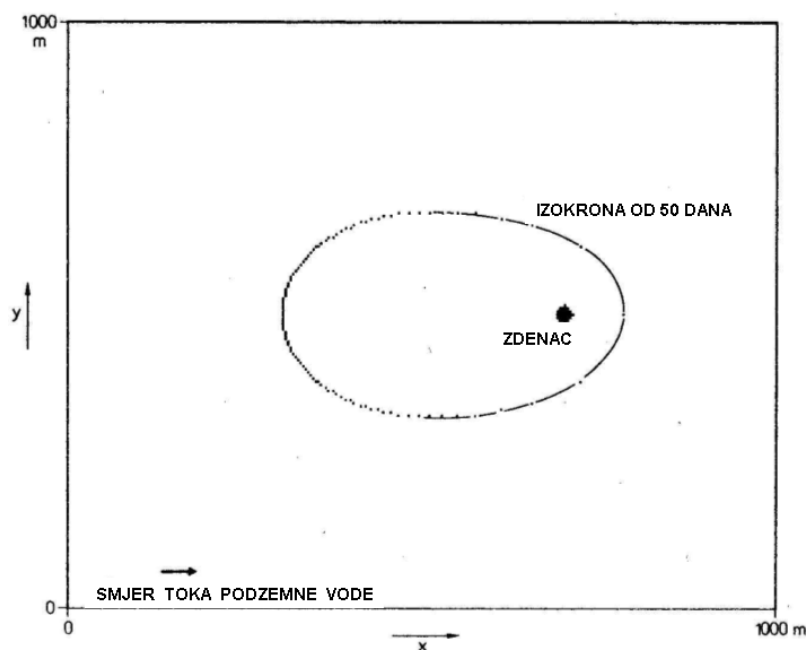 1000
m
IZOKRONA OD 50 DANA
y
ZDENAC
SMJER TOKA PODZEMNE VODE
0
0
1000 m
x